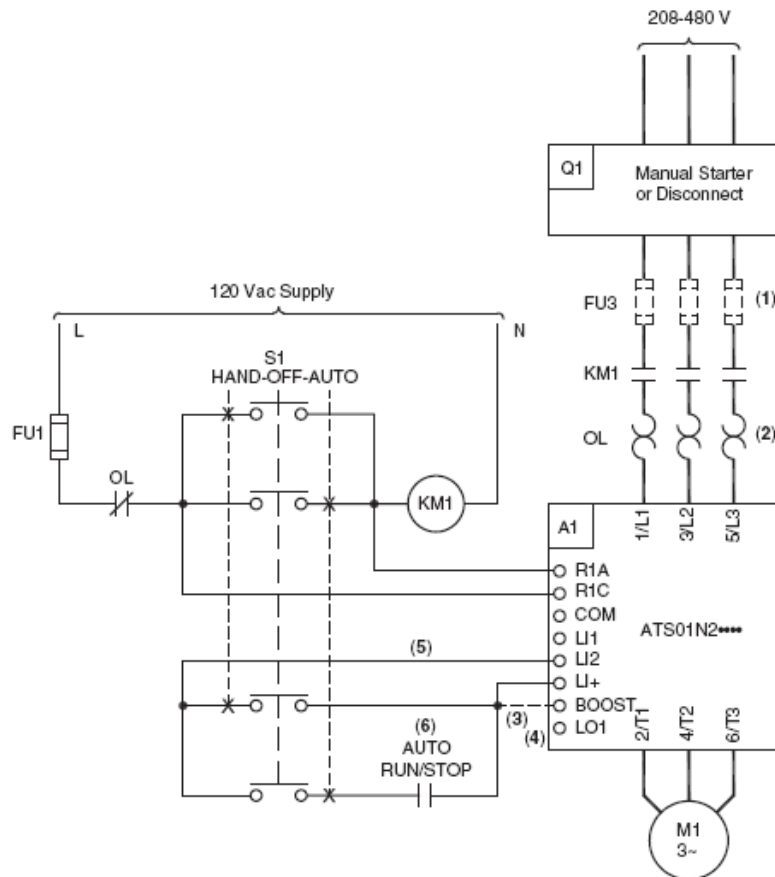 208-480 V
Q1
Manual Starter
or Disconnect
120 Vac Supply
L
N
FU3
(1)
S1
HAND-OFF-AUTO
KM1
FU1
OL
(2)
OL
KM1
A1
1/L1
3/L2
5/L3
R1A
R1C
COM
ATS01N2••••
LI1
(5)
LI2
LI+
(3)
BOOST
(6)
(4)
LO1
AUTO
RUN/STOP
2/T1
4/T2
6/T3
M1
3~